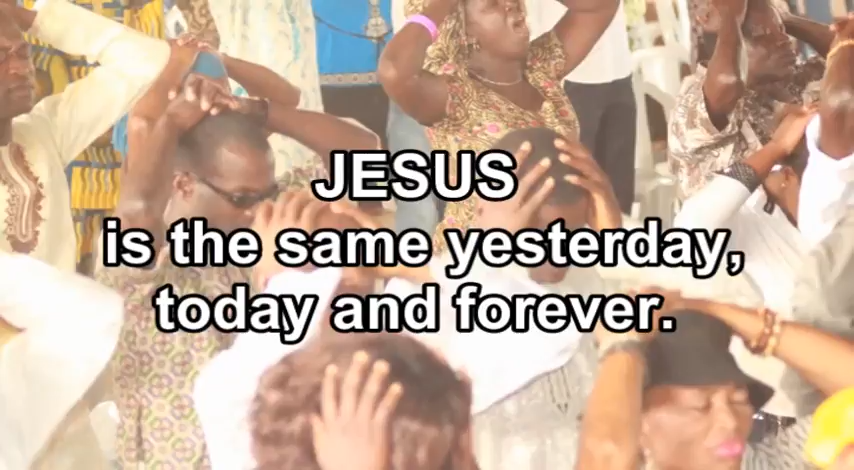 JESUS
is the same yesterday,
today and forever.